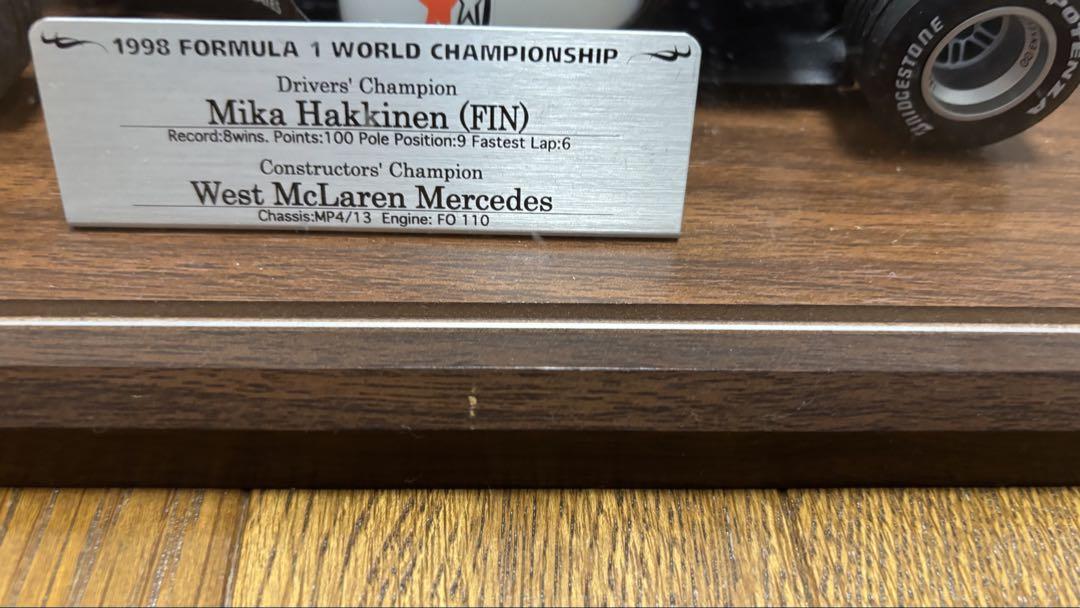 1998 FORMULA 1 WORLD CHAMPIONSHIP
Drivers' Champion
Mika Hakkinen (FIN)
Record:8wins. Points:100 Pole Position:9 Fastest Lap:6
Constructors' Champion
West McLaren Mercedes
Chassis:MP4/13 Engine: FO 110
BRIDGESTONE
POTENZA